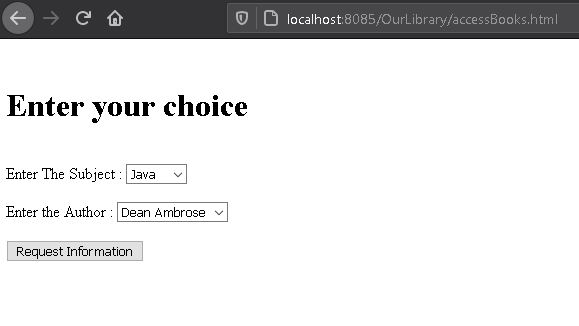 localhost:8085/OurLibrary/accessBooks.html
Enter your choice
Enter The Subject : Java
Enter the Author : Dean Ambrose
Request Information